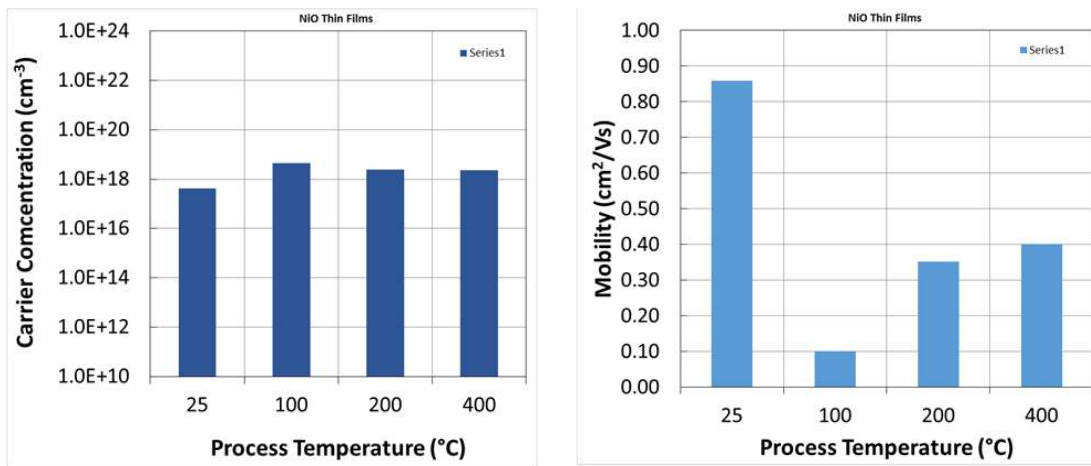 NiO Thin Films
1.0E+24
1.0E+22
1.0E+20
1.0E+18
1.0E+16
1.0E+14
1.0E+12
1.0E+10
Carrier Comcentration (cm⁻³)
Series1
25 100 200 400
Process Temperature (°C)
NiO Thin Films
1.00
0.90
0.80
0.70
0.60
0.50
0.40
0.30
0.20
0.10
0.00
Mobility (cm²/Vs)
Series1
25 100 200 400
Process Temperature (°C)